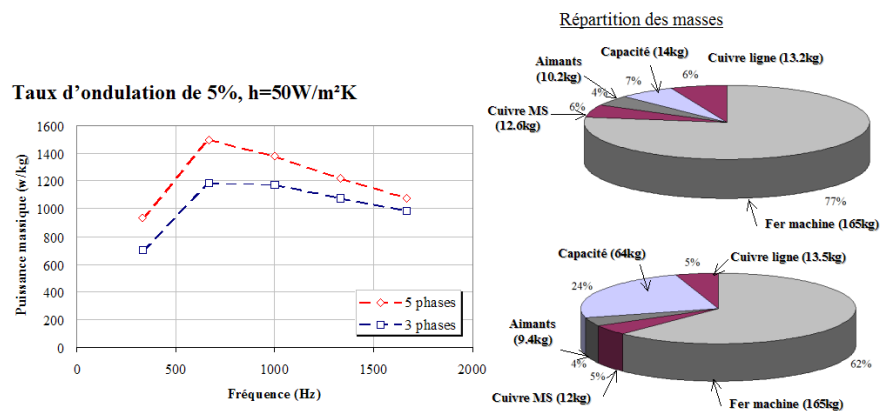 Répartition des masses
Taux d'ondulation de 5%, h=50W/m²K
Puissance massique (w/kg)
1600
1400
1200
1000
800
600
400
200
0
0
500
1000
1500
2000
Fréquence (Hz)
5 phases
3 phases
Aimants
(10.2kg)
Capacité (14kg)
Cuivre ligne (13.2kg)
Cuivre MS
(12.6kg)
4%
7%
6%
6%
77%
Fer machine (165kg)
Capacité (64kg)
Cuivre ligne (13.5kg)
5%
24%
Aimants
(9.4kg)
4%
5%
62%
Cuivre MS (12kg)
Fer machine (165kg)